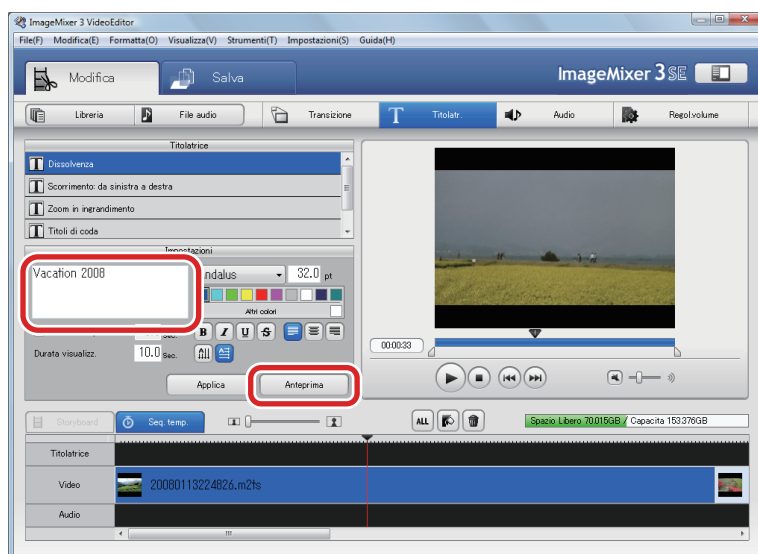 ImageMixer 3 VideoEditor
File(F) Modifica(E) Formatta(O) Visualizza(V) Strumenti(T) Impostazioni(S) Guida(H)
Modifica Salva ImageMixer 3 SE
Libreria File audio Transizione T Titolatr. Audio Regol.volume
Titolatrice
T Dissolvenza
T Scorrimento: da sinistra a destra
T Zoom in ingrandimento
T Titoli di coda
Impostazioni
Vacation 2008 ndalus 32.0 pt
Altri colori
B I U S
00:00:33
Durata visualizz. 10.0 Sec.
Applica Anteprima
Storyboard Seq. temp. ALL Spazio Libero 70.015GB / Capacita 153.376GB
Titolatrice
Video 20080113224826.m2ts
Audio